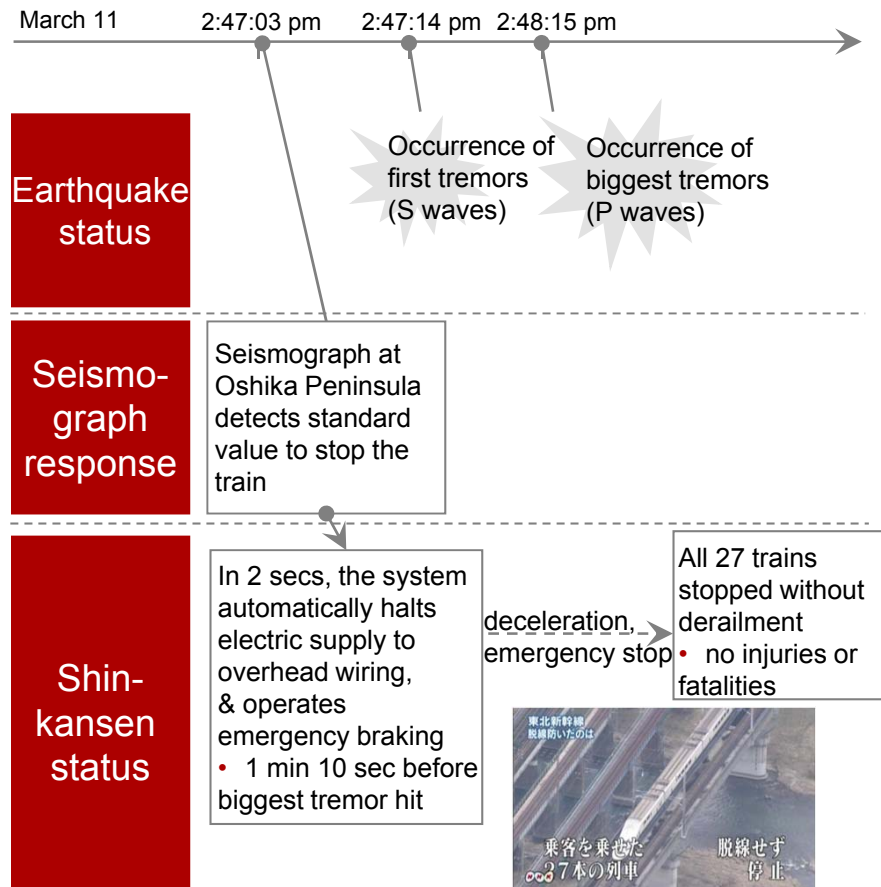 March 11
2:47:03 pm
2:47:14 pm
2:48:15 pm
Earthquake
status
Occurrence of
first tremors
(S waves)
Occurrence of
biggest tremors
(P waves)
Seismo-
graph
response
Seismograph at
Oshika Peninsula
detects standard
value to stop the
train
Shin-
kansen
status
In 2 secs, the system
automatically halts
electric supply to
overhead wiring,
& operates
emergency braking
• 1 min 10 sec before
biggest tremor hit
deceleration,
emergency stop
All 27 trains
stopped without
derailment
• no injuries or
fatalities
東北新幹線
脱線防いだのは
乗客を乗せた
27本の列車
脱線せず
停止
NHK